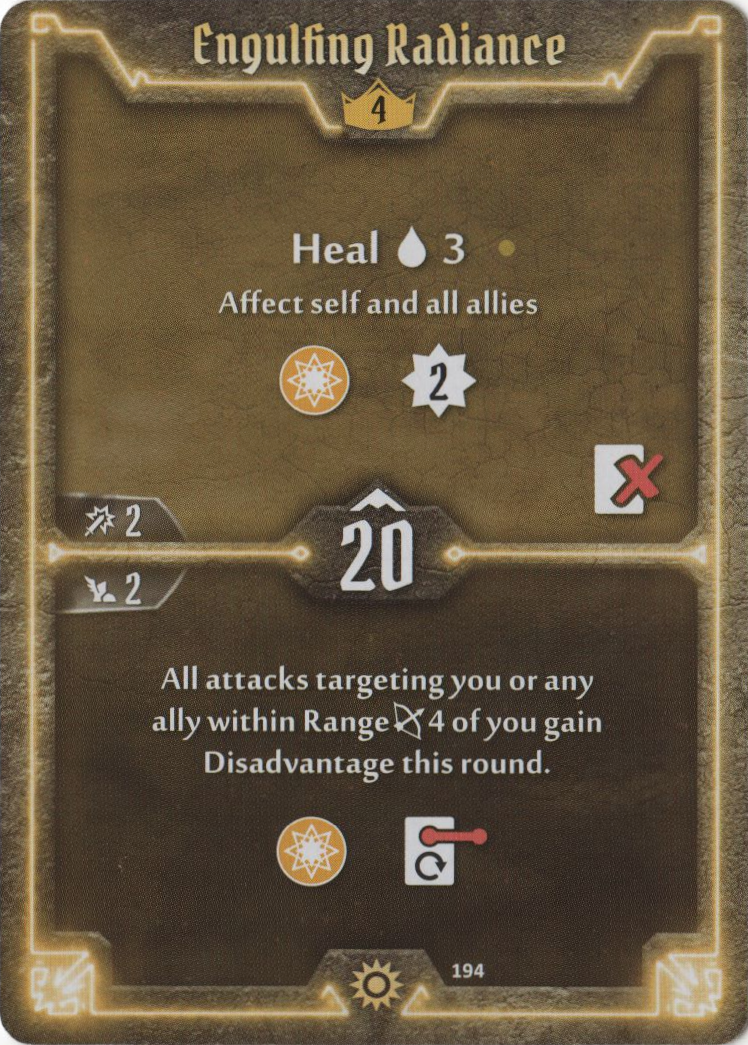 Engulfing Radiance
4
Heal 3
Affect self and all allies
2
2
20
2
All attacks targeting you or any
ally within Range 4 of you gain
Disadvantage this round.
194